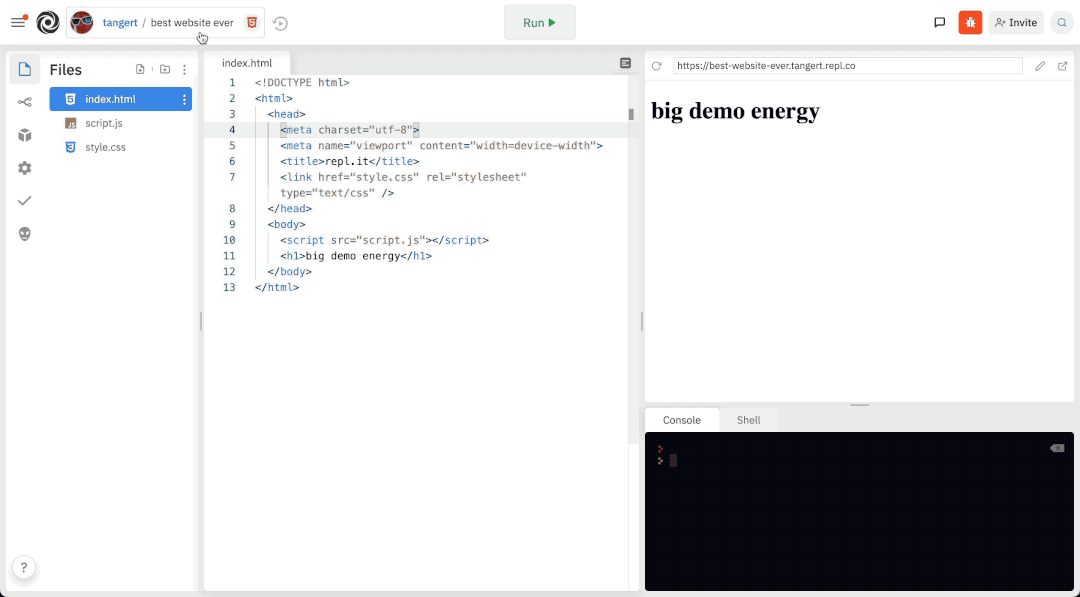 tangert / best website ever
Run
Invite
Files
index.html
script.js
style.css
index.html
1 <!DOCTYPE html>
2 <html>
3 <head>
4 <meta charset="utf-8">
5 <meta name="viewport" content="width=device-width">
6 <title>repl.it</title>
7 <link href="style.css" rel="stylesheet"
type="text/css" />
8 </head>
9 <body>
10 <script src="script.js"></script>
11 <h1>big demo energy</h1>
12 </body>
13 </html>
https://best-website-ever.tangert.repl.co
big demo energy
Console
Shell
>
>
?